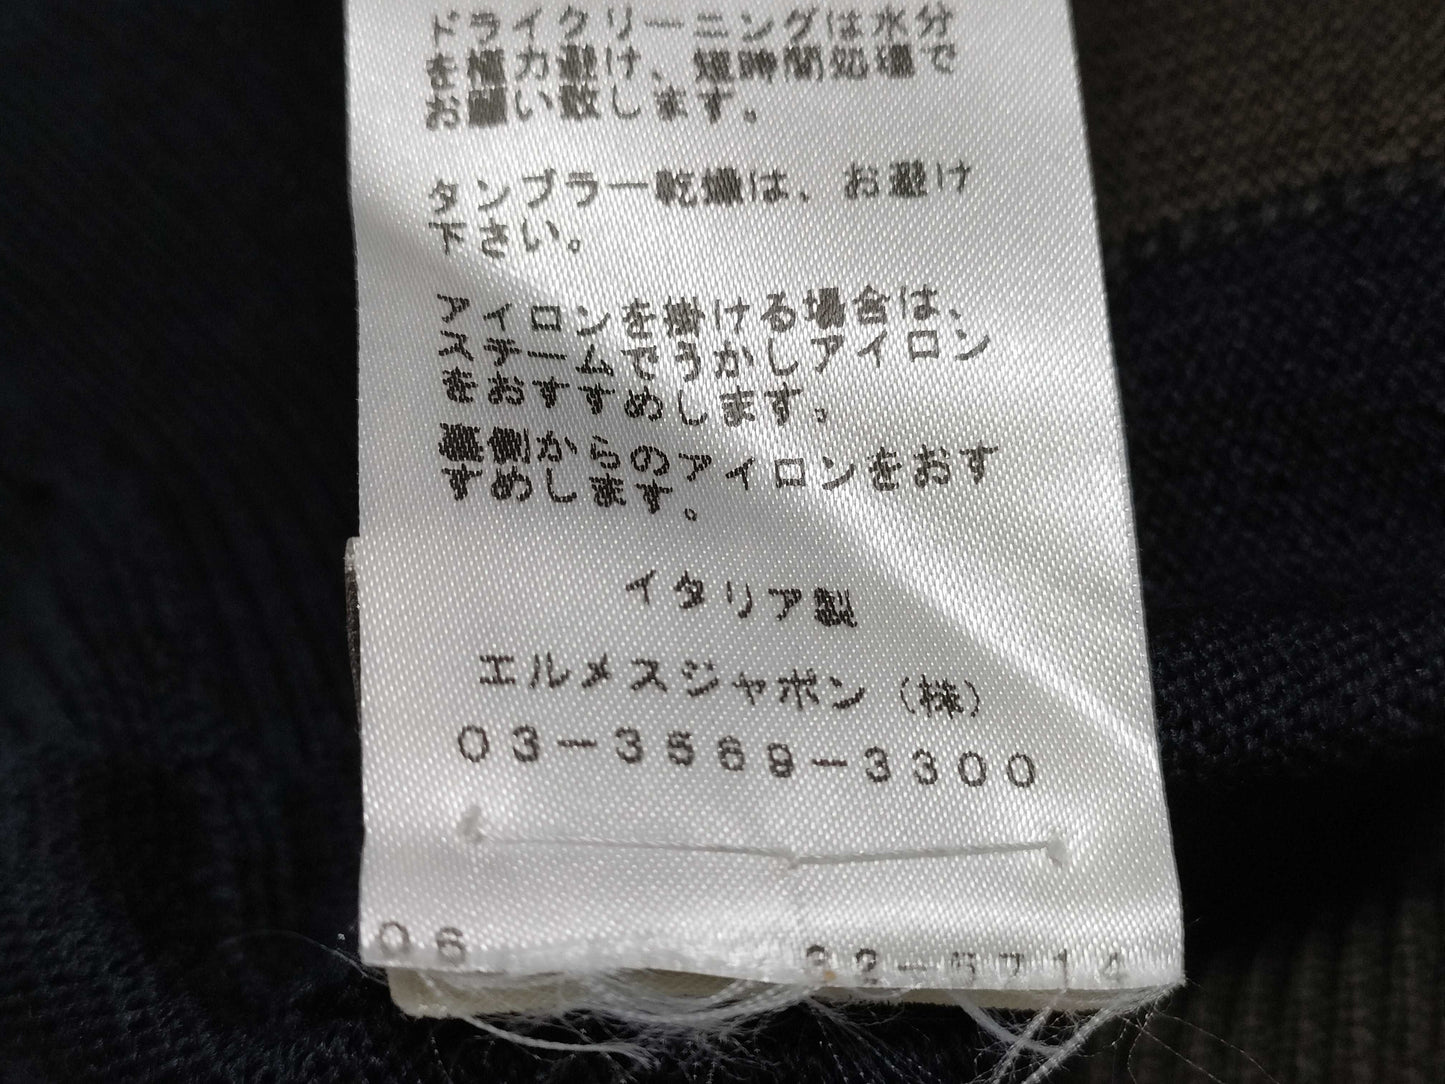 ドライクリーニングは水分
を極力避け、短時間処理で
お願い致します。
タンブラー乾燥は、お避け
下さい。
アイロンを掛ける場合は、
スチームでうかしアイロン
をおすすめします。
裏側からのアイロンをおす
すめします。
イタリア製
エルメスジャポン（株）
03-3569-3300
06